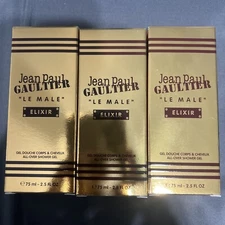 Jean Paul
GAULTIER
"LE MALE"
ELIXIR
GEL DOUCHE CORPS & CHEVEUX
ALL-OVER SHOWER GEL
℮ 75 ml - 2.5 FL OZ
Jean Paul
GAULTIER
"LE MALE"
ELIXIR
GEL DOUCHE CORPS & CHEVEUX
ALL-OVER SHOWER GEL
℮ 75 ml - 2.5 FL OZ
Jean Paul
GAULTIER
"LE MALE"
ELIXIR
GEL DOUCHE CORPS & CHEVEUX
ALL-OVER SHOWER GEL
℮ 75 ml - 2.5 FL OZ